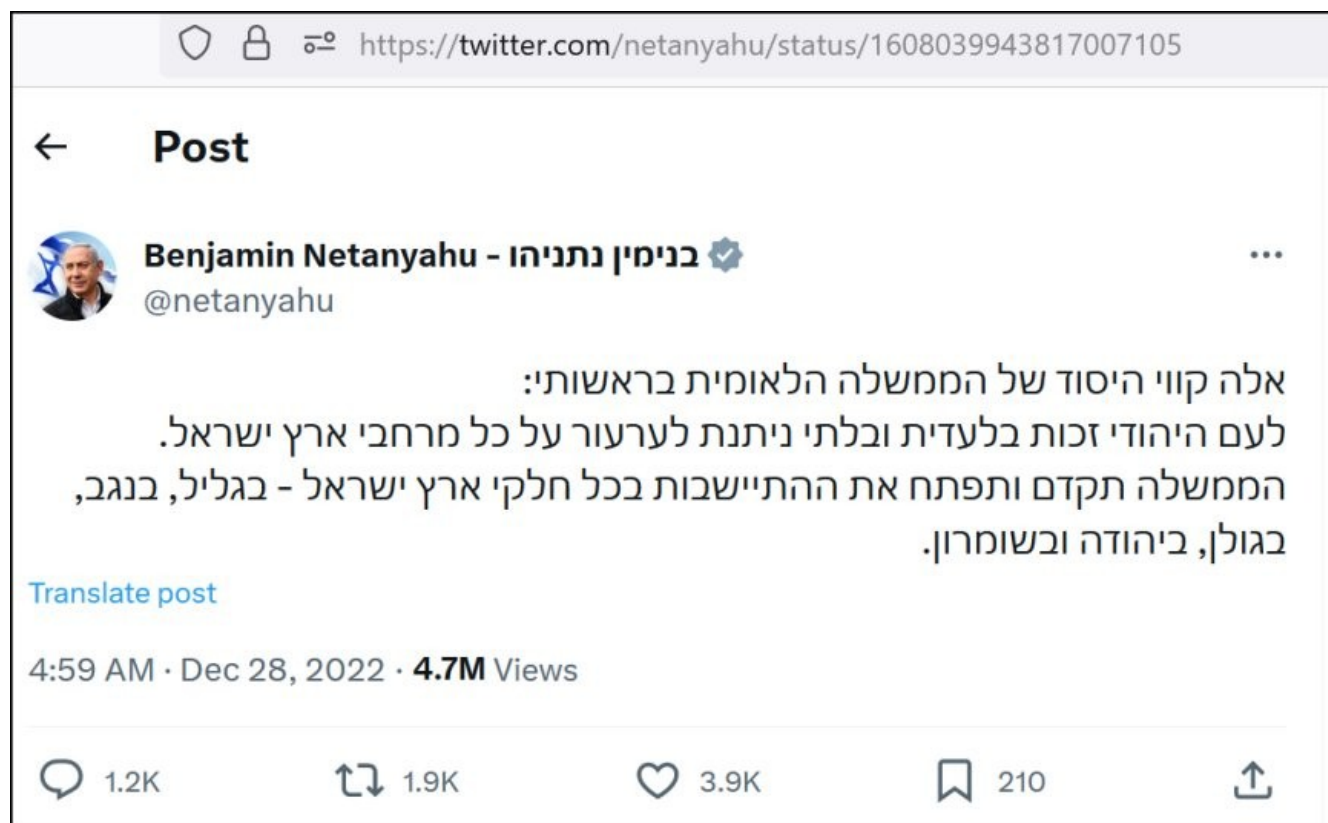 https://twitter.com/netanyahu/status/1608039943817007105
Post
Benjamin Netanyahu - בנימין נתניהו
@netanyahu
אלה קווי היסוד של הממשלה הלאומית בראשותי:
לעם היהודי זכות בלעדית ובלתי ניתנת לערעור על כל מרחבי ארץ ישראל.
הממשלה תקדם ותפתח את ההתיישבות בכל חלקי ארץ ישראל - בגליל, בנגב,
בגולן, ביהודה ובשומרון.
Translate post
4:59 AM · Dec 28, 2022 · 4.7M Views
1.2K 1.9K 3.9K 210